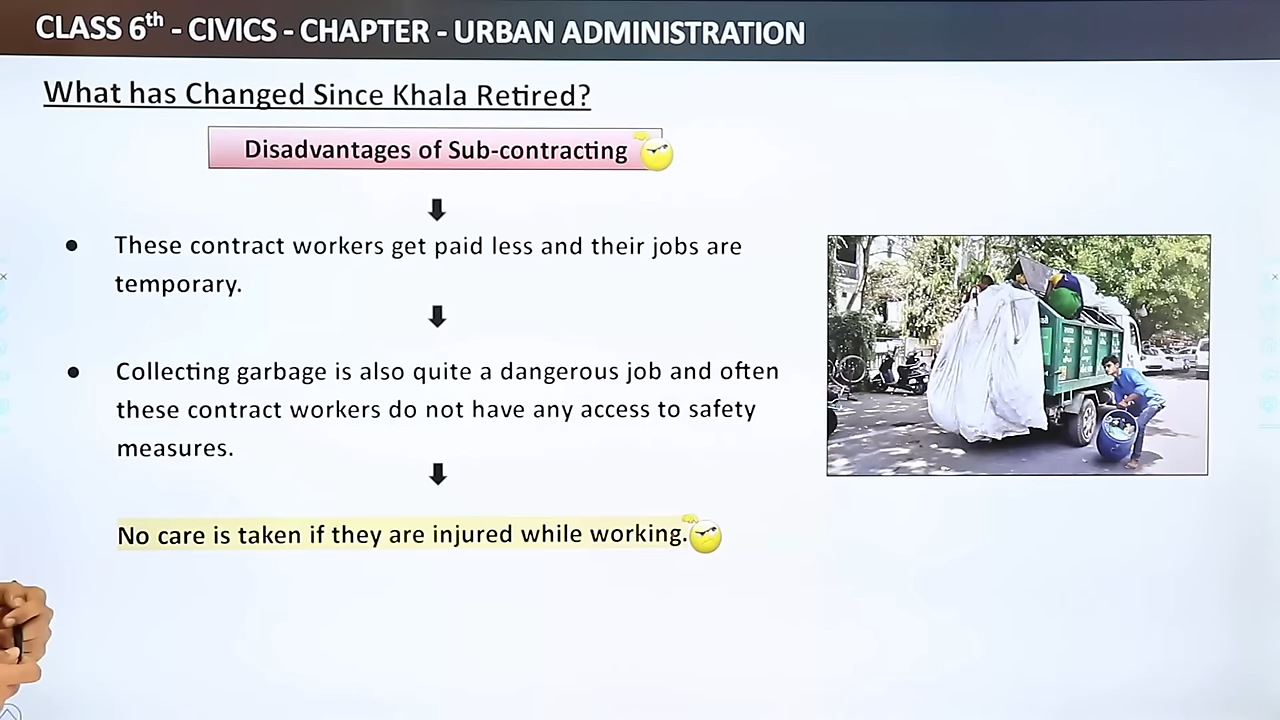 CLASS 6th - CIVICS - CHAPTER - URBAN ADMINISTRATION
What has Changed Since Khala Retired?
Disadvantages of Sub-contracting
● These contract workers get paid less and their jobs are
temporary.
● Collecting garbage is also quite a dangerous job and often
these contract workers do not have any access to safety
measures.
No care is taken if they are injured while working.